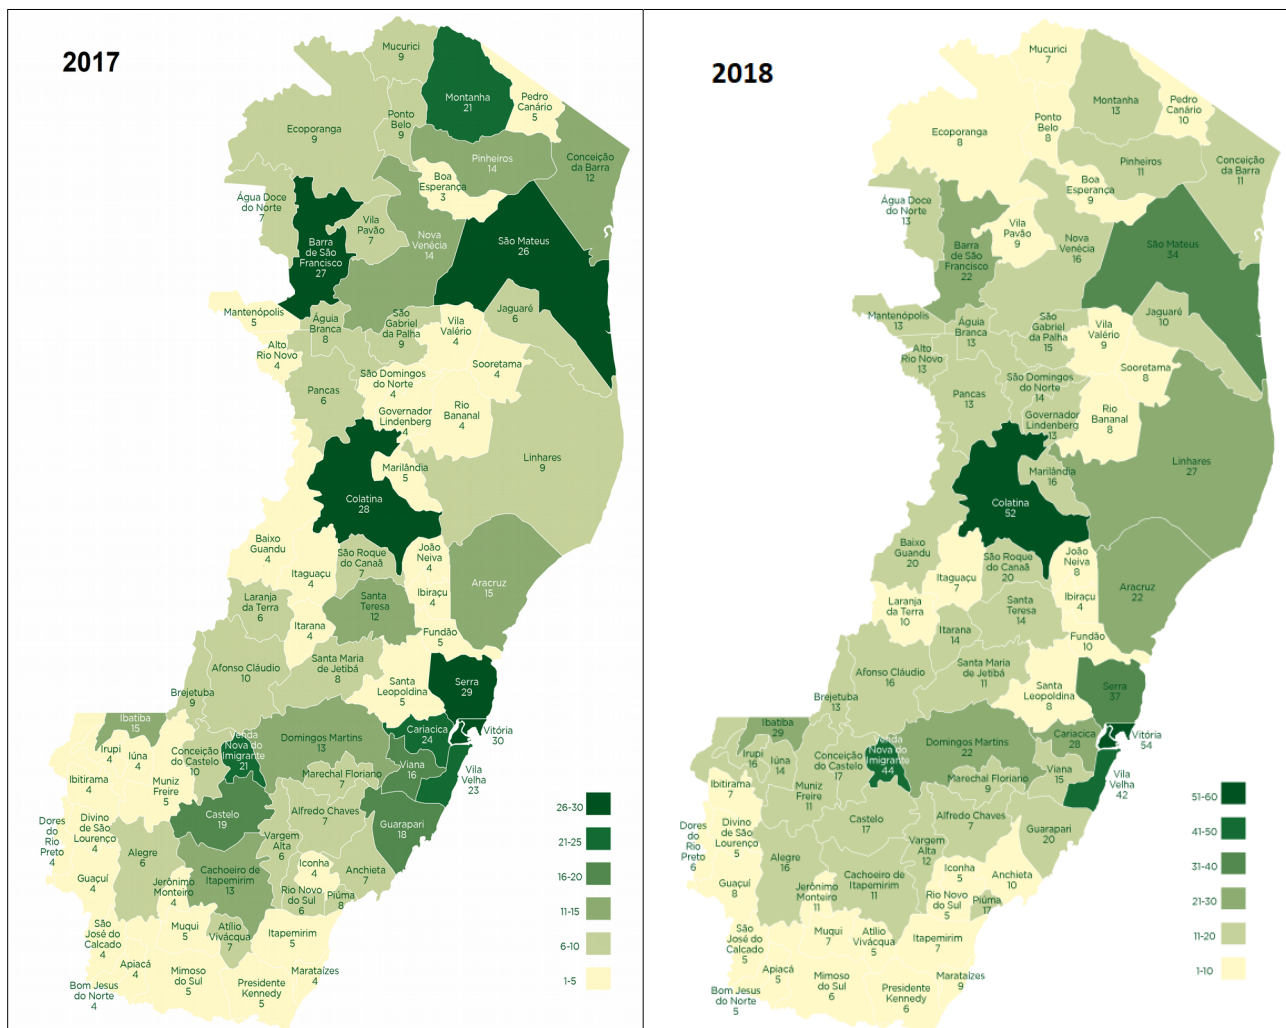 2017
Mucurici
9
Montanha
21
Pedro
Canário
5
Ponto
Belo
9
Ecoporanga
9
Pinheiros
14
Conceição
da Barra
12
Boa
Esperança
3
Água Doce
do Norte
7
Vila
Pavão
7
Nova
Venécia
14
Barra
de São
Francisco
27
São Mateus
26
Mantenópolis
5
Águia
Branca
8
São
Gabriel
da Palha
9
Vila
Valério
4
Jaguaré
6
Alto
Rio Novo
4
Sooretama
4
Pancas
6
São Domingos
do Norte
4
Governador
Lindenberg
4
Rio
Bananal
4
Linhares
9
Marilândia
5
Colatina
28
Baixo
Guandu
4
São Roque
do Canaã
7
João
Neiva
4
Itaguaçu
4
Aracruz
15
Laranja
da Terra
6
Santa
Teresa
12
Ibiraçu
4
Itarana
4
Fundão
5
Afonso Cláudio
10
Santa Maria
de Jetibá
8
Santa
Leopoldina
5
Serra
29
Brejetuba
9
Ibatiba
15
Irupi
4
Iúna
4
Conceição
do Castelo
10
Venda
Nova do
Imigrante
21
Domingos Martins
13
Cariacica
24
Vitória
30
Viana
16
Vila
Velha
23
Ibitirama
4
Muniz
Freire
5
Marechal Floriano
7
Castelo
19
Alfredo Chaves
7
Guarapari
18
Dores
do
Rio
Preto
4
Divino
de São
Lourenço
4
Alegre
6
Vargem
Alta
6
Iconha
4
Anchieta
7
Guaçuí
4
Jerônimo
Monteiro
4
Cachoeiro de
Itapemirim
13
Rio Novo
do Sul
6
Piúma
8
São
José do
Calcado
4
Muqui
5
Atílio
Vivácqua
7
Itapemirim
5
Apiacá
4
Mimoso
do Sul
5
Presidente
Kennedy
5
Marataízes
4
Bom Jesus
do Norte
4
26-30
21-25
16-20
11-15
6-10
1-5
2018
Mucurici
7
Montanha
13
Pedro
Canário
10
Ponto
Belo
8
Ecoporanga
8
Pinheiros
11
Conceição
da Barra
11
Boa
Esperança
9
Água Doce
do Norte
13
Vila
Pavão
9
Nova
Venécia
16
Barra
de São
Francisco
22
São Mateus
34
Mantenópolis
13
Águia
Branca
13
São
Gabriel
da Palha
15
Vila
Valério
9
Jaguaré
10
Alto
Rio Novo
13
Sooretama
8
Pancas
13
São Domingos
do Norte
14
Governador
Lindenberg
13
Rio
Bananal
8
Linhares
27
Marilândia
16
Colatina
52
Baixo
Guandu
20
São Roque
do Canaã
20
João
Neiva
8
Itaguaçu
7
Aracruz
22
Laranja
da Terra
10
Santa
Teresa
14
Ibiraçu
4
Itarana
14
Fundão
10
Afonso Cláudio
16
Santa Maria
de Jetibá
11
Santa
Leopoldina
8
Serra
37
Brejetuba
13
Ibatiba
29
Irupi
16
Iúna
14
Conceição
do Castelo
17
Venda
Nova do
Imigrante
44
Domingos Martins
22
Cariacica
28
Vitória
54
Viana
15
Vila
Velha
42
Ibitirama
7
Muniz
Freire
11
Marechal Floriano
9
Castelo
17
Alfredo Chaves
7
Guarapari
20
Dores
do
Rio
Preto
6
Divino
de São
Lourenço
5
Alegre
16
Vargem
Alta
12
Iconha
5
Anchieta
10
Guaçuí
8
Jerônimo
Monteiro
11
Cachoeiro de
Itapemirim
11
Rio Novo
do Sul
5
Piúma
17
São
José do
Calcado
5
Muqui
7
Atílio
Vivácqua
5
Itapemirim
7
Apiacá
5
Mimoso
do Sul
6
Presidente
Kennedy
6
Marataízes
9
Bom Jesus
do Norte
5
51-60
41-50
31-40
21-30
11-20
1-10